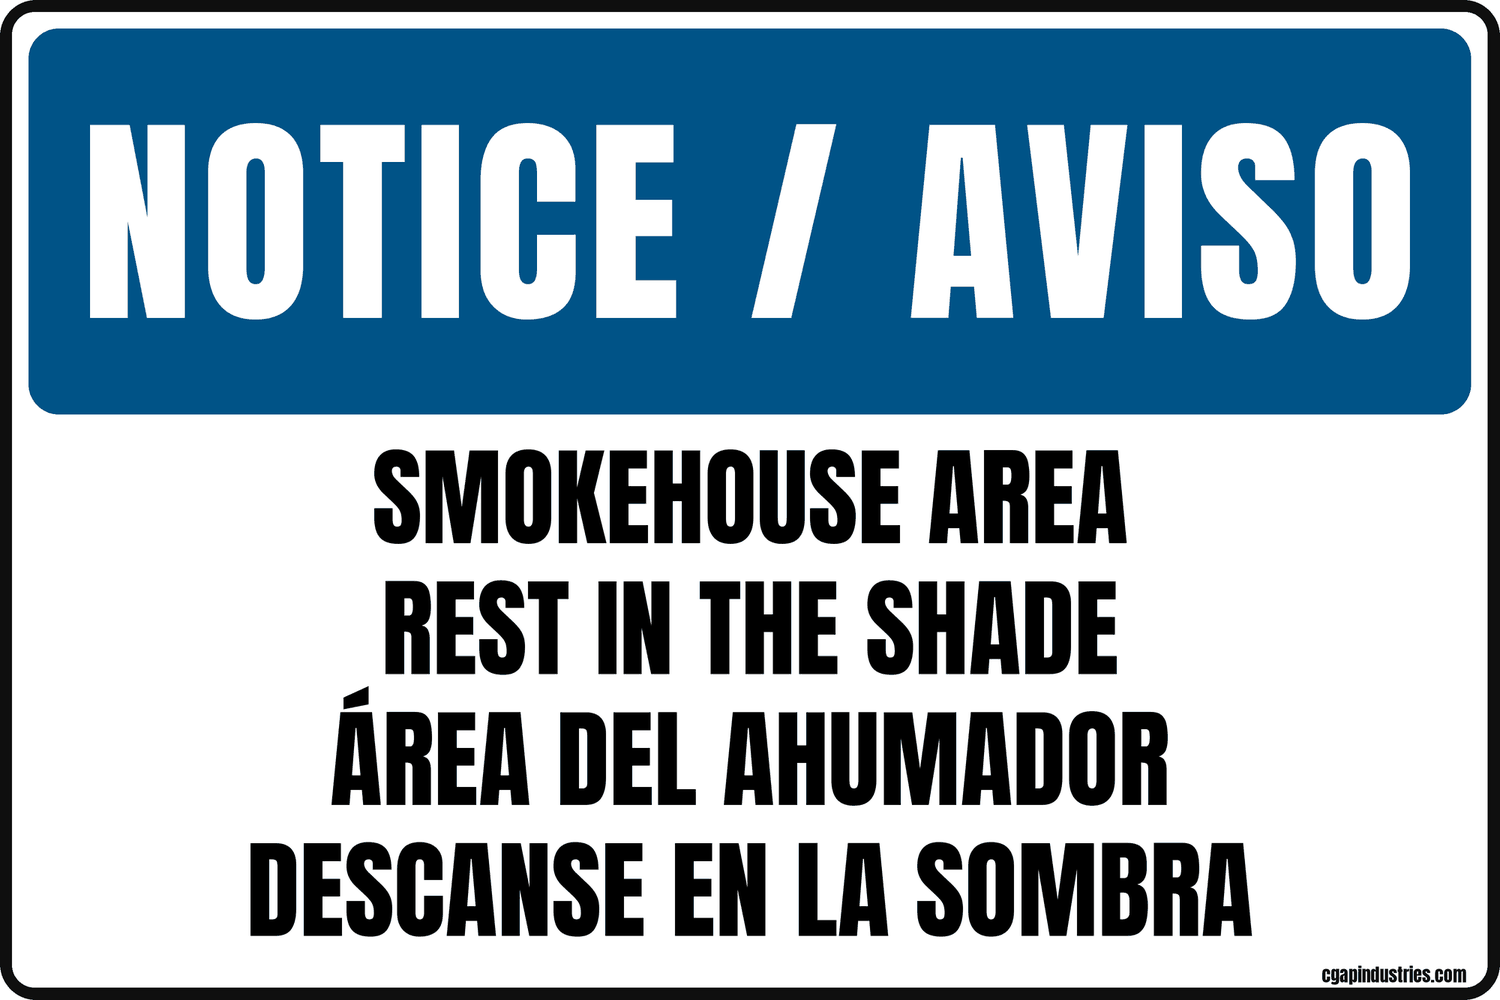 NOTICE / AVISO
SMOKEHOUSE AREA
REST IN THE SHADE
ÁREA DEL AHUMADOR
DESCANSE EN LA SOMBRA
cgapindustries.com